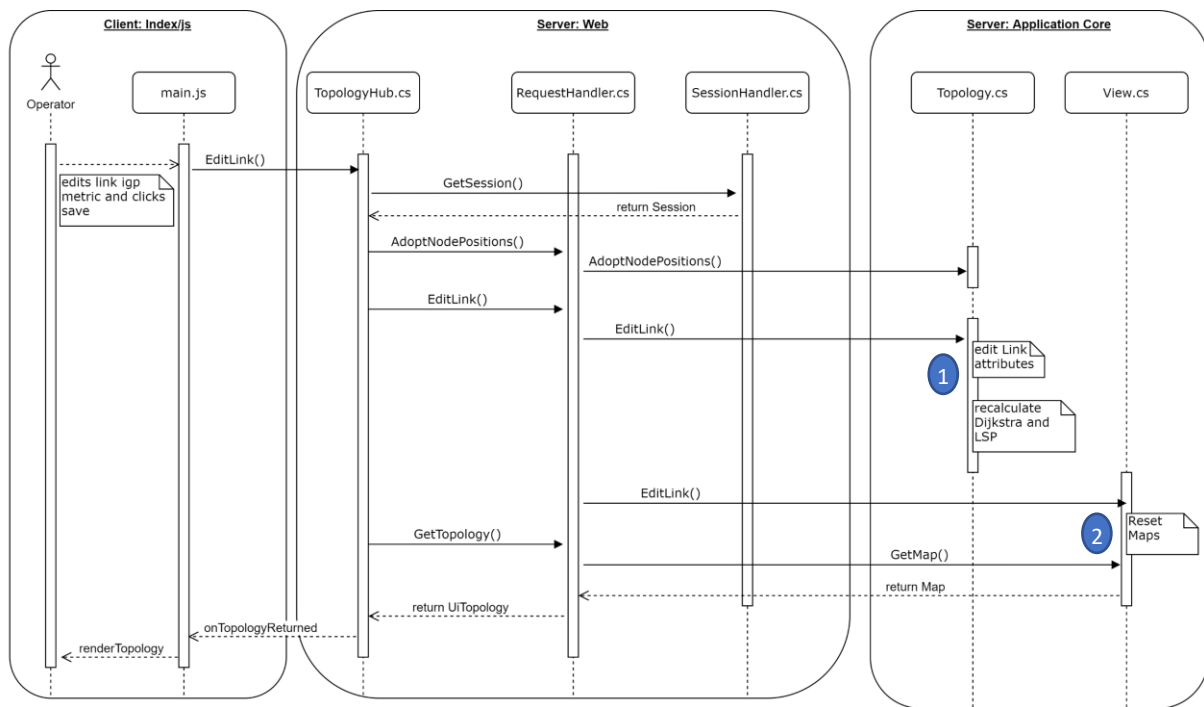 Client: Index/js
Server: Web
Server: Application Core
Operator
main.js
TopologyHub.cs
RequestHandler.cs
SessionHandler.cs
Topology.cs
View.cs
EditLink()
edits link igp
metric and clicks
save
GetSession()
return Session
AdoptNodePositions()
AdoptNodePositions()
EditLink()
EditLink()
edit Link
attributes
1
recalculate
Dijkstra and
LSP
EditLink()
Reset
Maps
2
GetTopology()
GetMap()
return Map
return UiTopology
onTopologyReturned
renderTopology